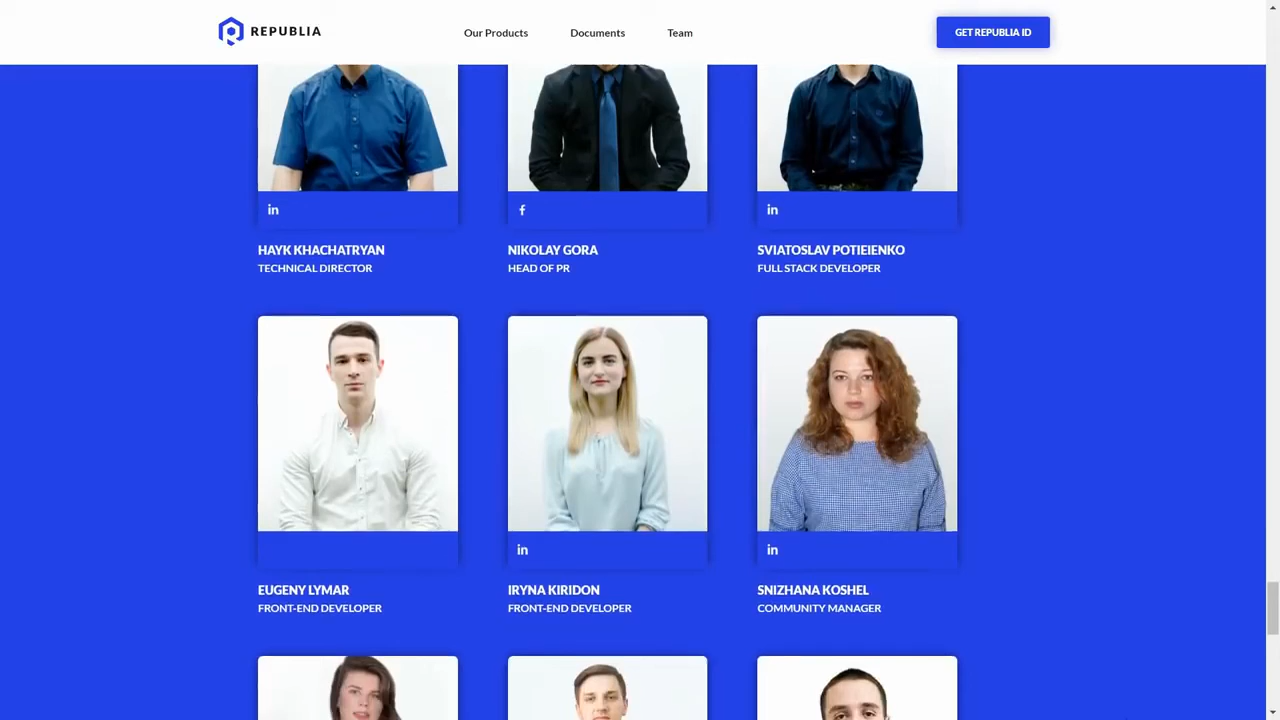 REPUBLIA
Our Products
Documents
Team
GET REPUBLIA ID
in
f
in
HAYK KHACHATRYAN
NIKOLAY GORA
SVIATOSLAV POTIEIENKO
TECHNICAL DIRECTOR
HEAD OF PR
FULL STACK DEVELOPER
in
in
EUGENY LYMAR
IRYNA KIRIDON
SNIZHANA KOSHEL
FRONT-END DEVELOPER
FRONT-END DEVELOPER
COMMUNITY MANAGER